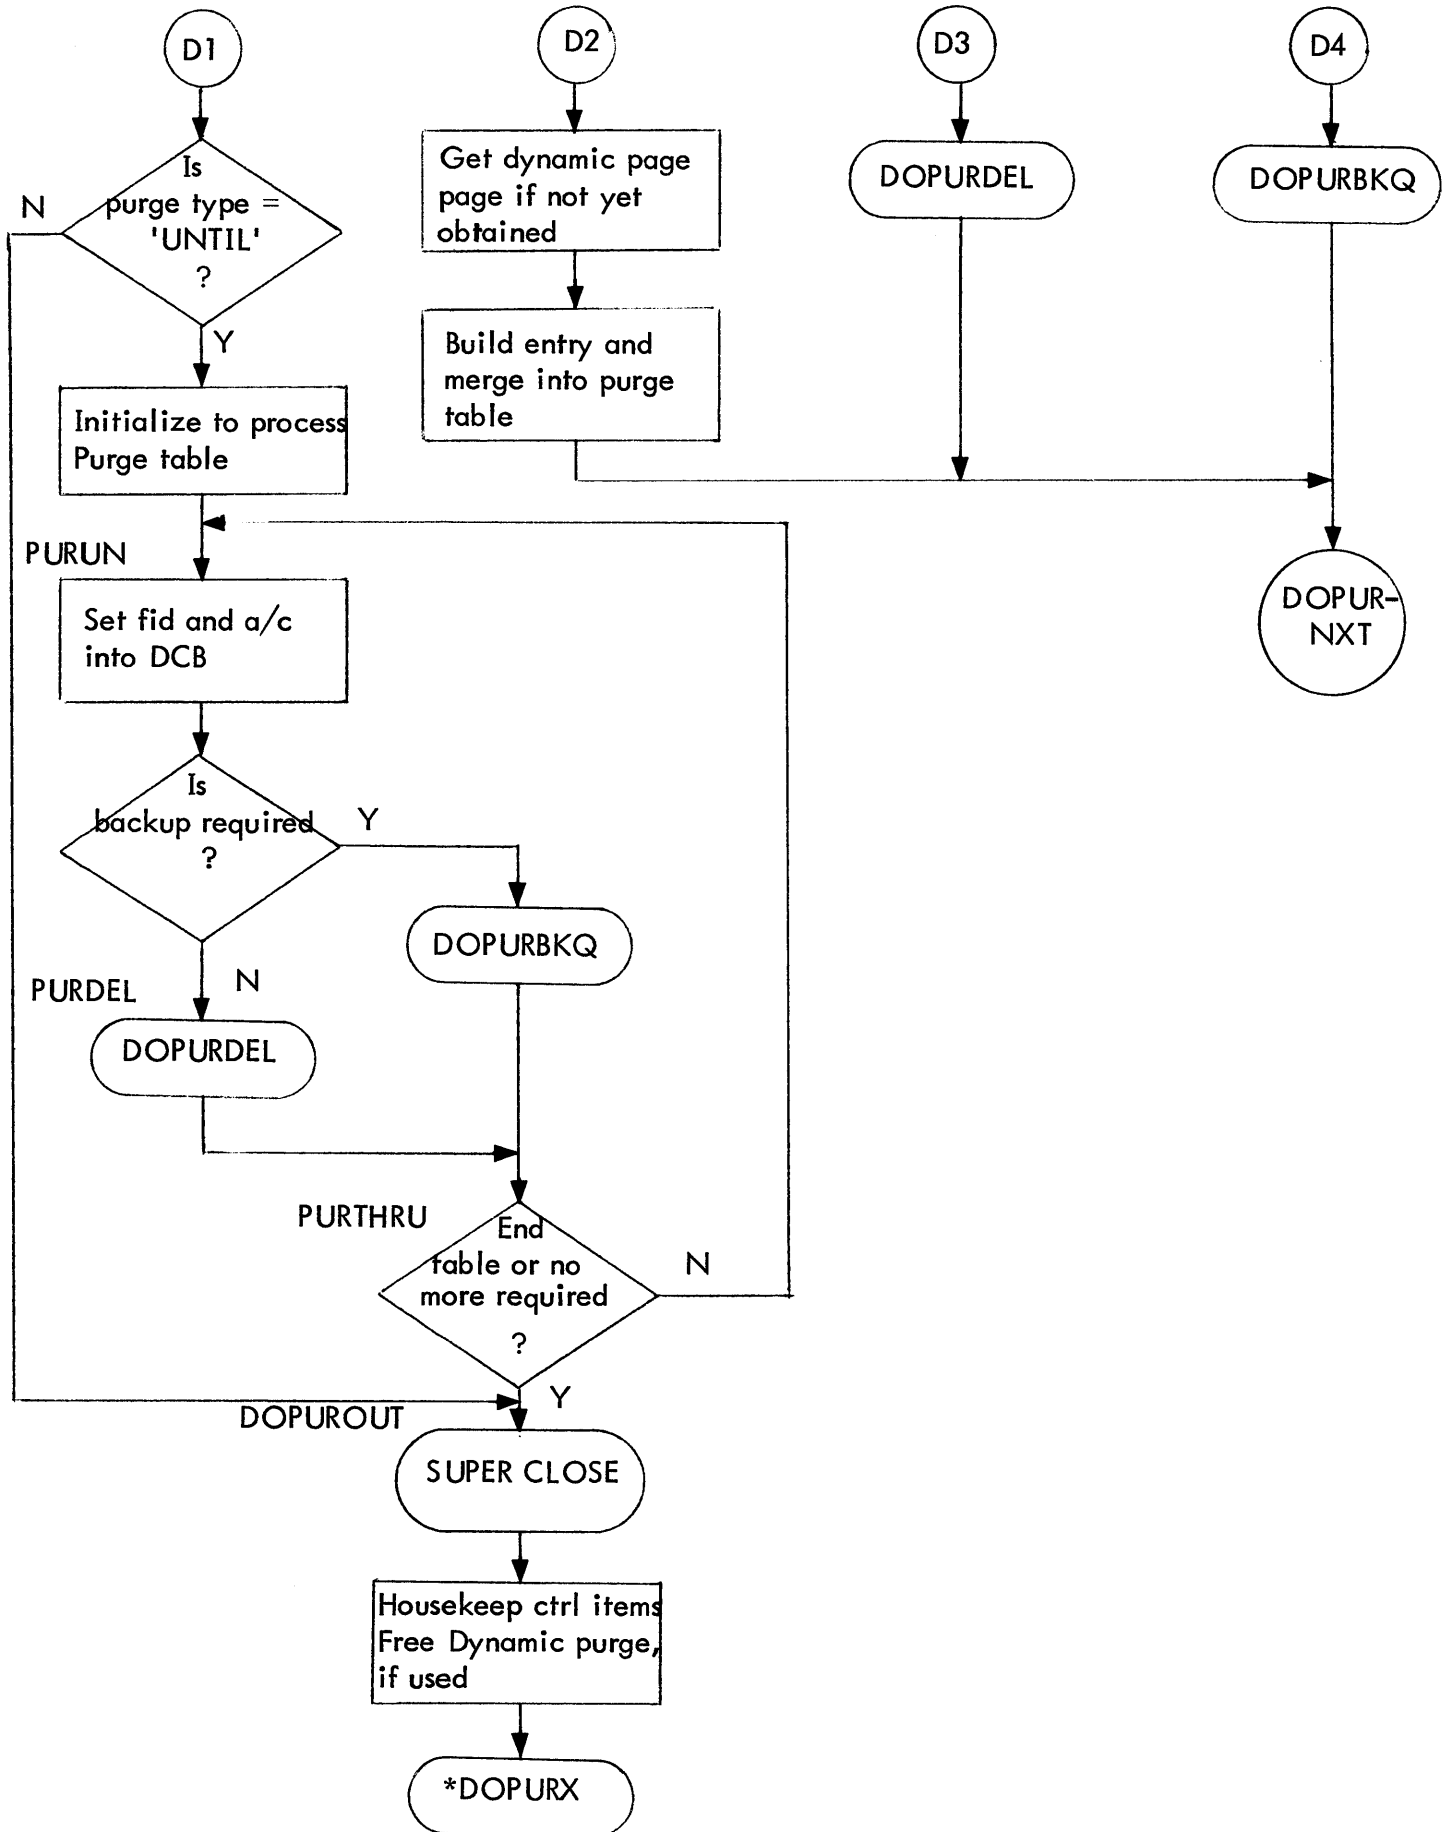 D1
D2
D3
D4
Is
purge type =
'UNTIL'
?
N
Y
Get dynamic page
page if not yet
obtained
DOPURDEL
DOPURBKQ
Build entry and
merge into purge
table
Initialize to process
Purge table
PURUN
Set fid and a/c
into DCB
DOPUR-
NXT
Is
backup required
?
Y
N
DOPURBKQ
PURDEL
DOPURDEL
PURTHRU
End
table or no
more required
?
N
Y
DOPUROUT
SUPER CLOSE
Housekeep ctrl items
Free Dynamic purge,
if used
*DOPURX